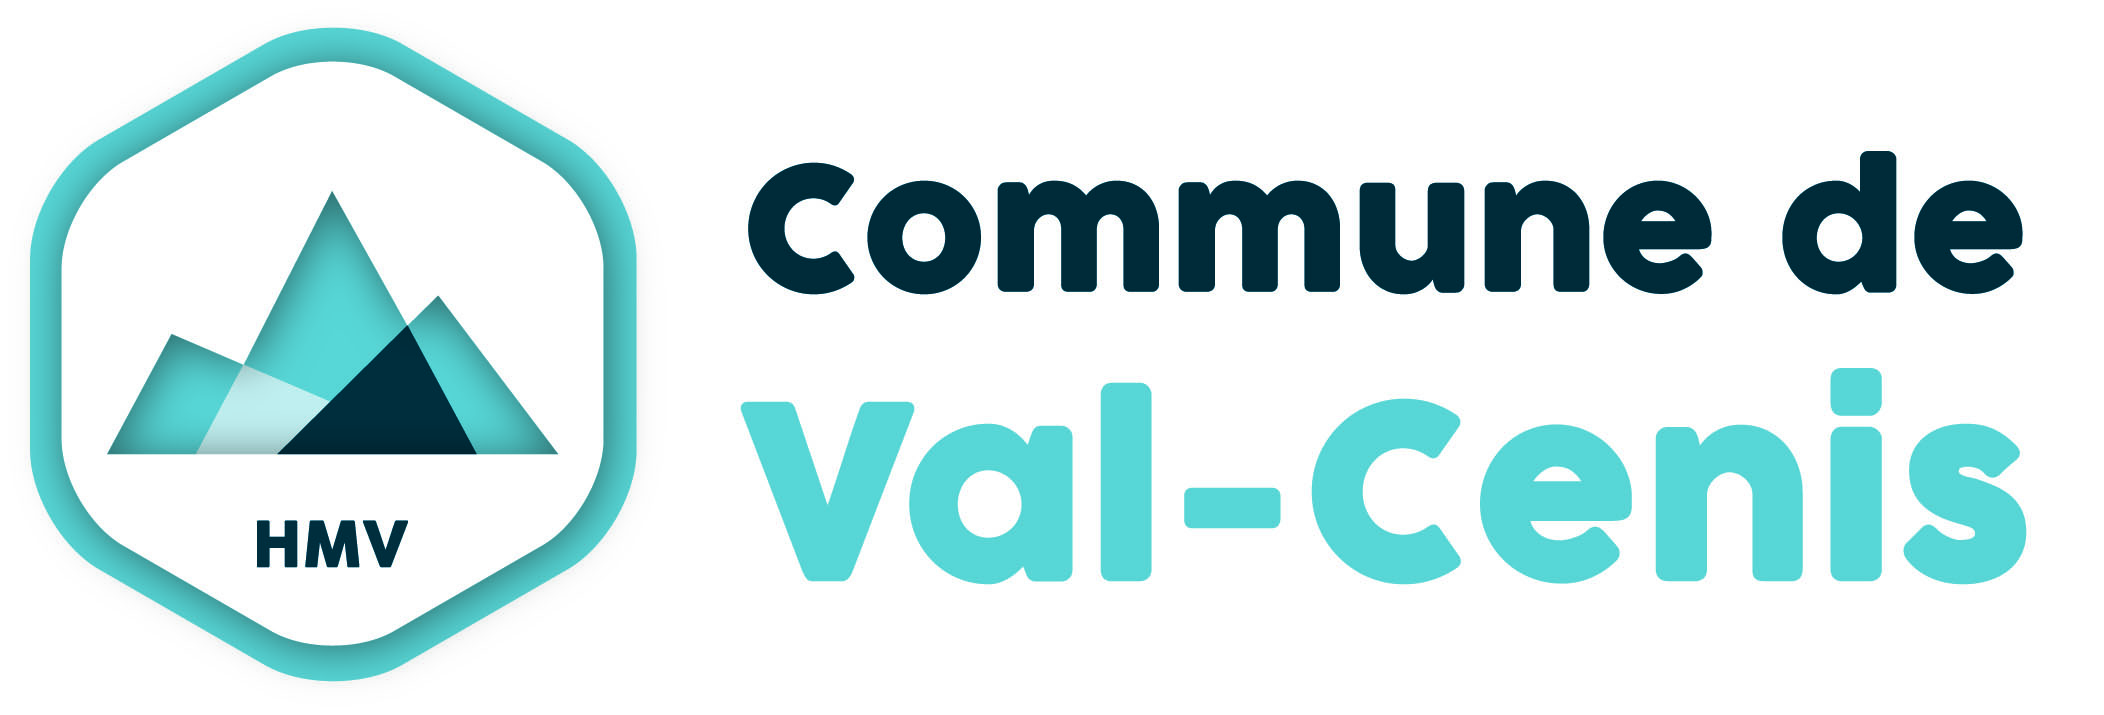 HMV
Commune de
Val-Cenis